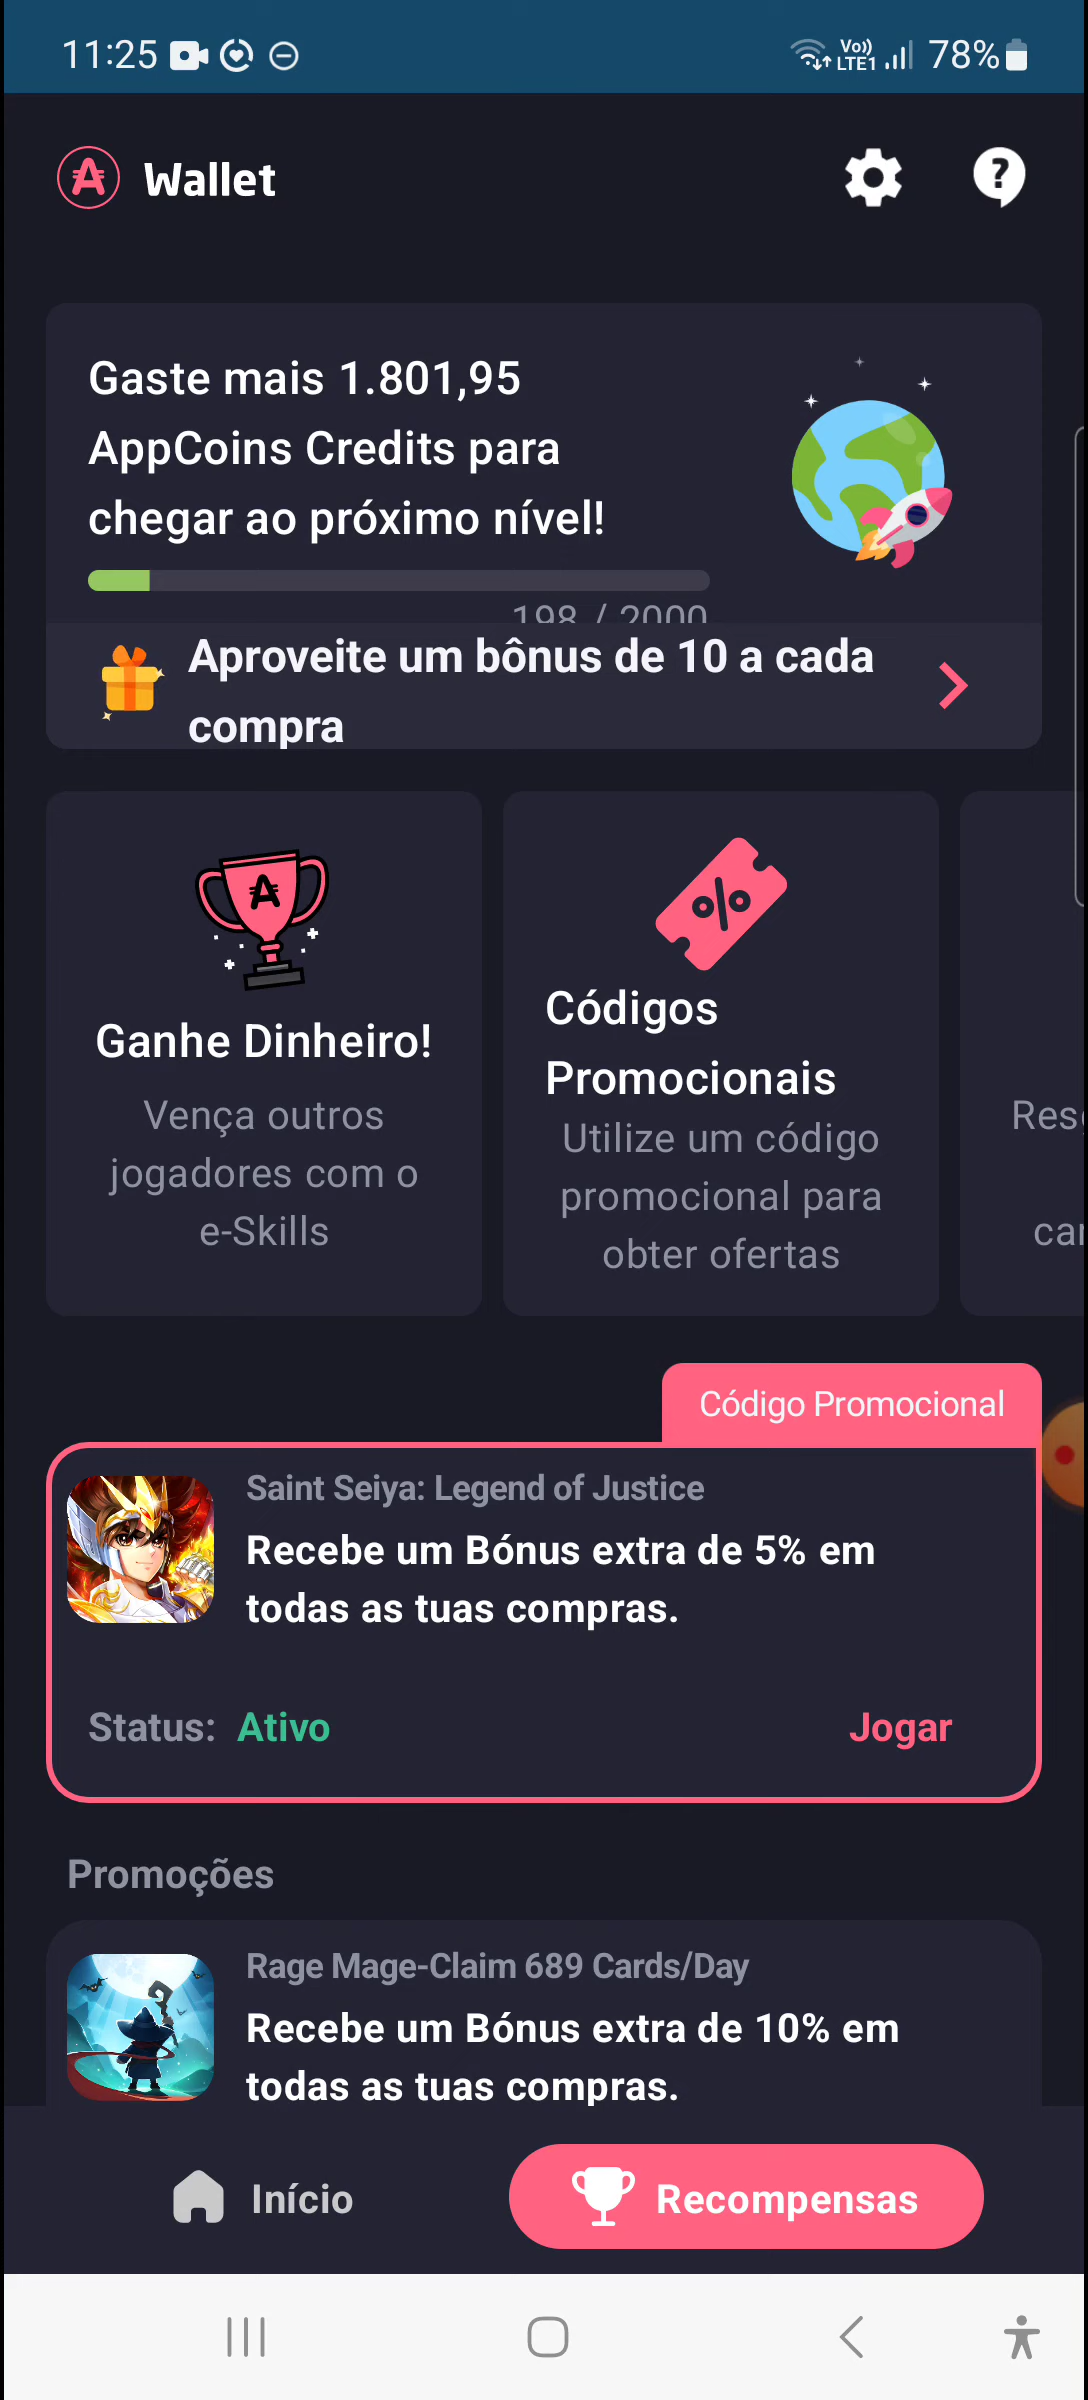 11:25
Vo)) LTE1 78%
Wallet
Gaste mais 1.801,95
AppCoins Credits para
chegar ao próximo nível!
198 / 2000
Aproveite um bônus de 10 a cada
compra
Ganhe Dinheiro!
Vença outros
jogadores com o
e-Skills
Códigos
Promocionais
Utilize um código
promocional para
obter ofertas
Código Promocional
Saint Seiya: Legend of Justice
Recebe um Bónus extra de 5% em
todas as tuas compras.
Status: Ativo
Jogar
Promoções
Rage Mage-Claim 689 Cards/Day
Recebe um Bónus extra de 10% em
todas as tuas compras.
Início
Recompensas